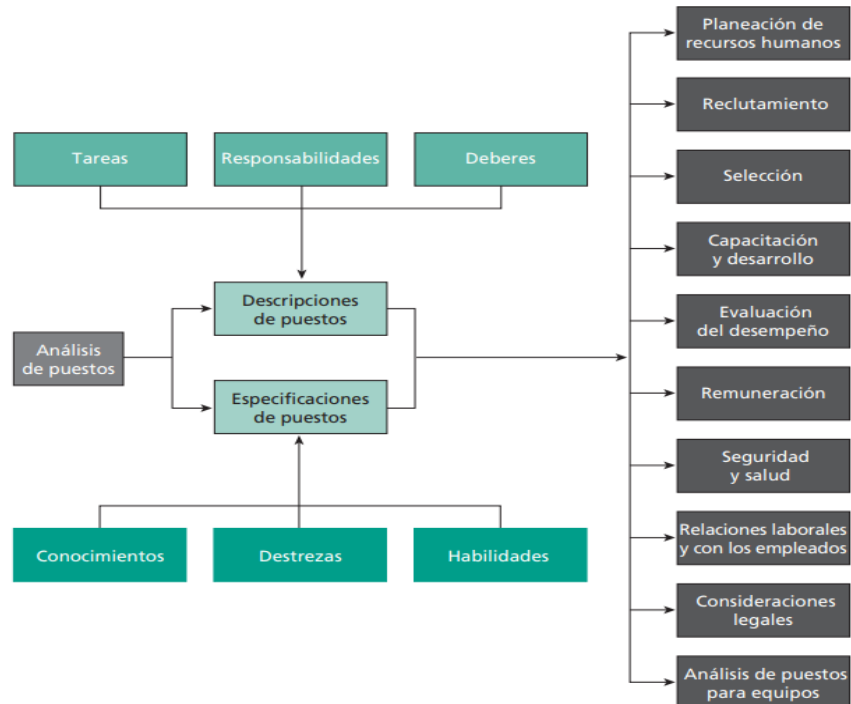 Tareas
Responsabilidades
Deberes
Análisis
de puestos
Descripciones
de puestos
Especificaciones
de puestos
Conocimientos
Destrezas
Habilidades
Planeación de
recursos humanos
Reclutamiento
Selección
Capacitación
y desarrollo
Evaluación
del desempeño
Remuneración
Seguridad
y salud
Relaciones laborales
y con los empleados
Consideraciones
legales
Análisis de puestos
para equipos